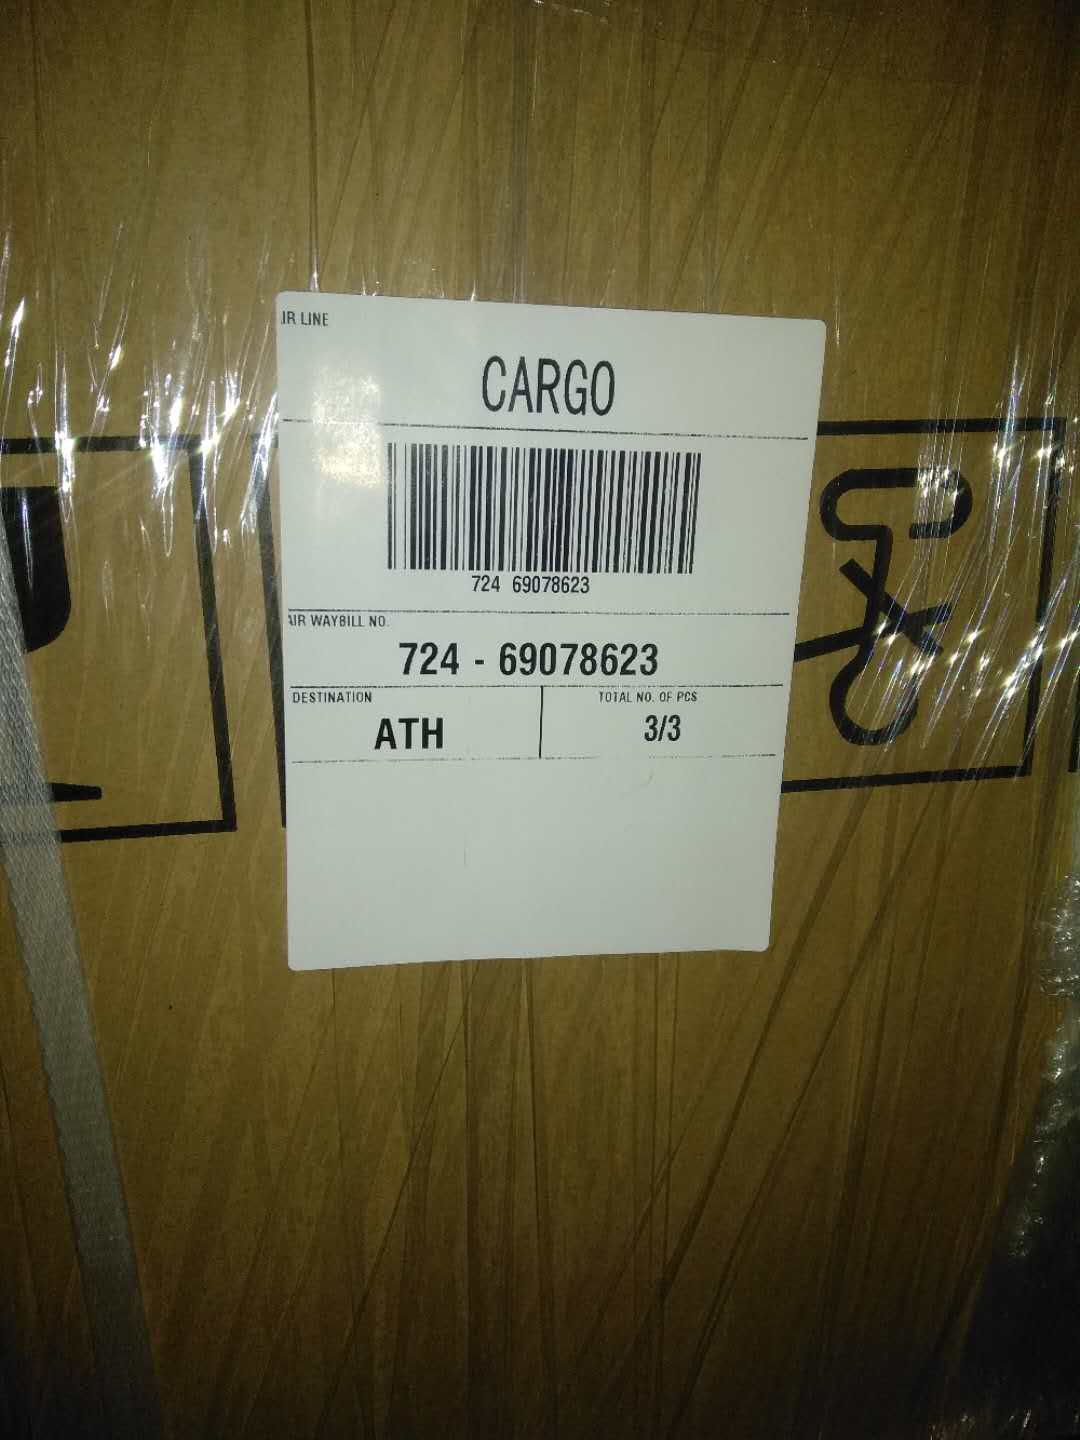 IR LINE
CARGO
724 69078623
AIR WAYBILL NO.
724 - 69078623
DESTINATION
TOTAL NO. OF PCS
ATH
3/3